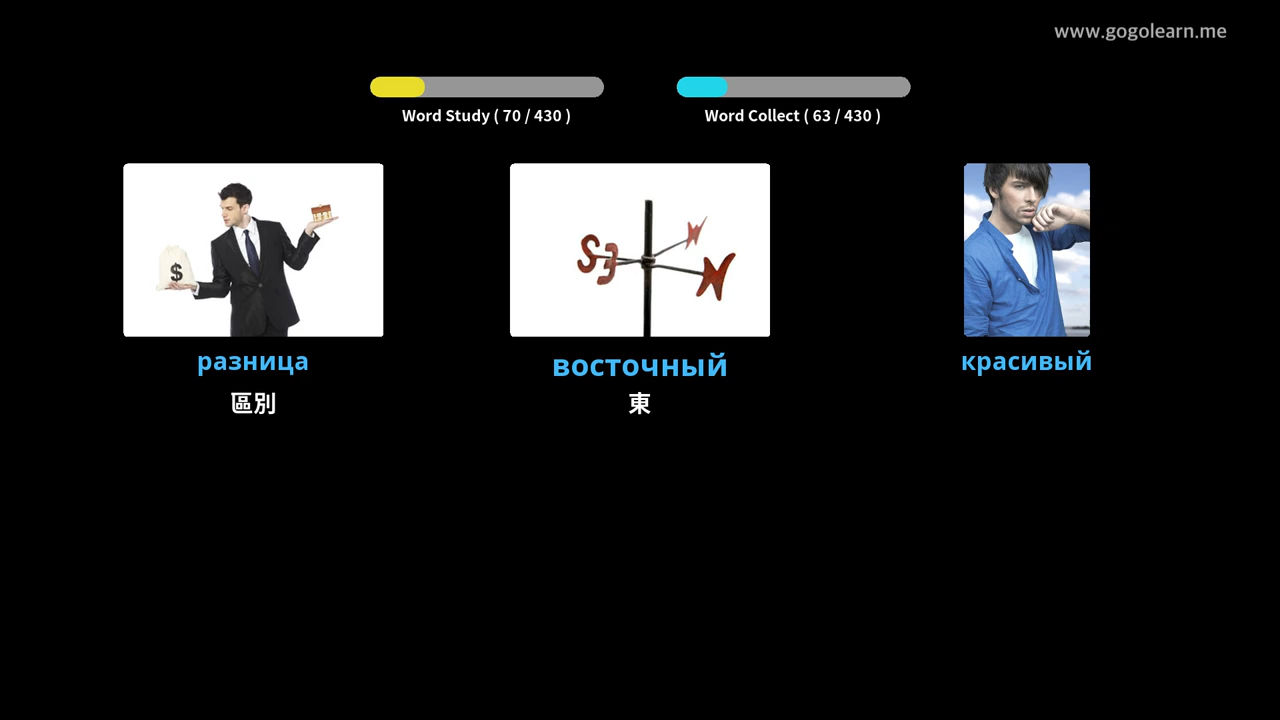 www.gogolearn.me
Word Study ( 70 / 430 )
Word Collect ( 63 / 430 )
$
S
N
разница
восточный
красивый
區別
東